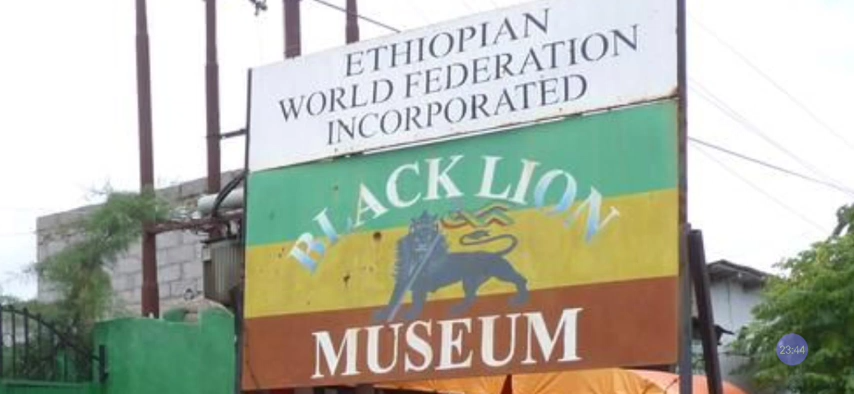 ETHIOPIAN
WORLD FEDERATION
INCORPORATED
BLACK LION
MUSEUM
23:44